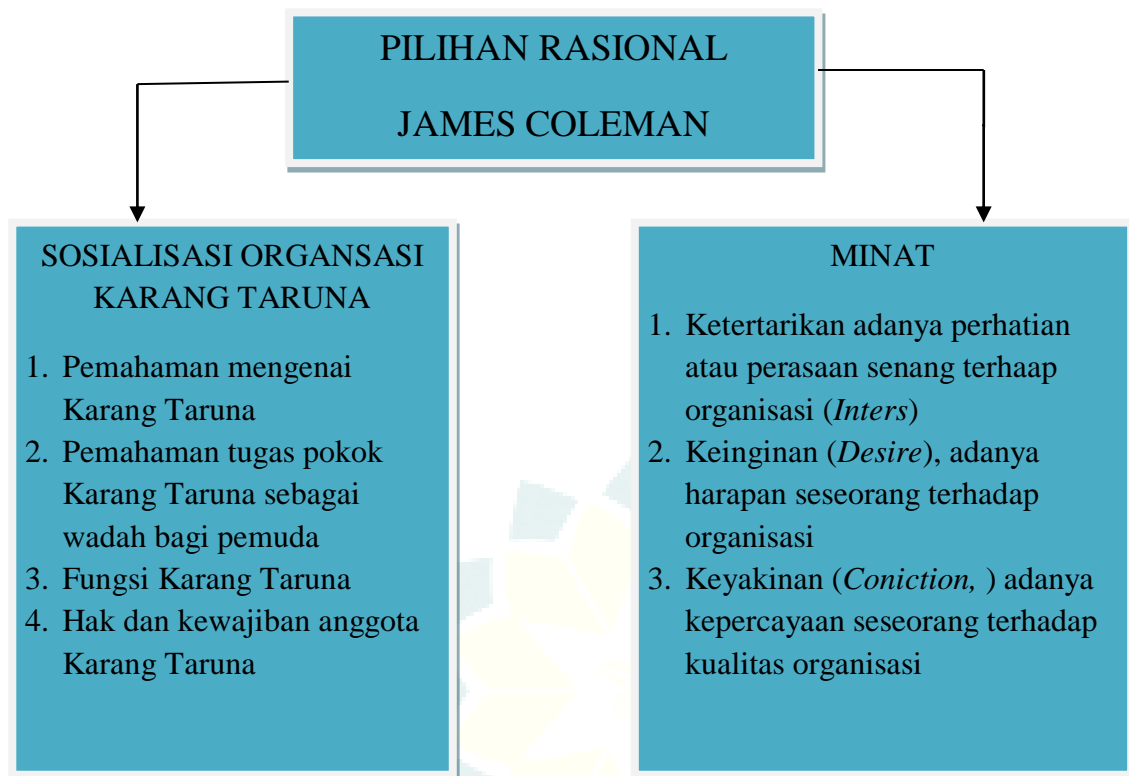 PILIHAN RASIONAL
JAMES COLEMAN
SOSIALISASI ORGANSASI
KARANG TARUNA
1. Pemahaman mengenai
Karang Taruna
2. Pemahaman tugas pokok
Karang Taruna sebagai
wadah bagi pemuda
3. Fungsi Karang Taruna
4. Hak dan kewajiban anggota
Karang Taruna
MINAT
1. Ketertarikan adanya perhatian
atau perasaan senang terhaap
organisasi (Inters)
2. Keinginan (Desire), adanya
harapan seseorang terhadap
organisasi
3. Keyakinan (Coniction, ) adanya
kepercayaan seseorang terhadap
kualitas organisasi